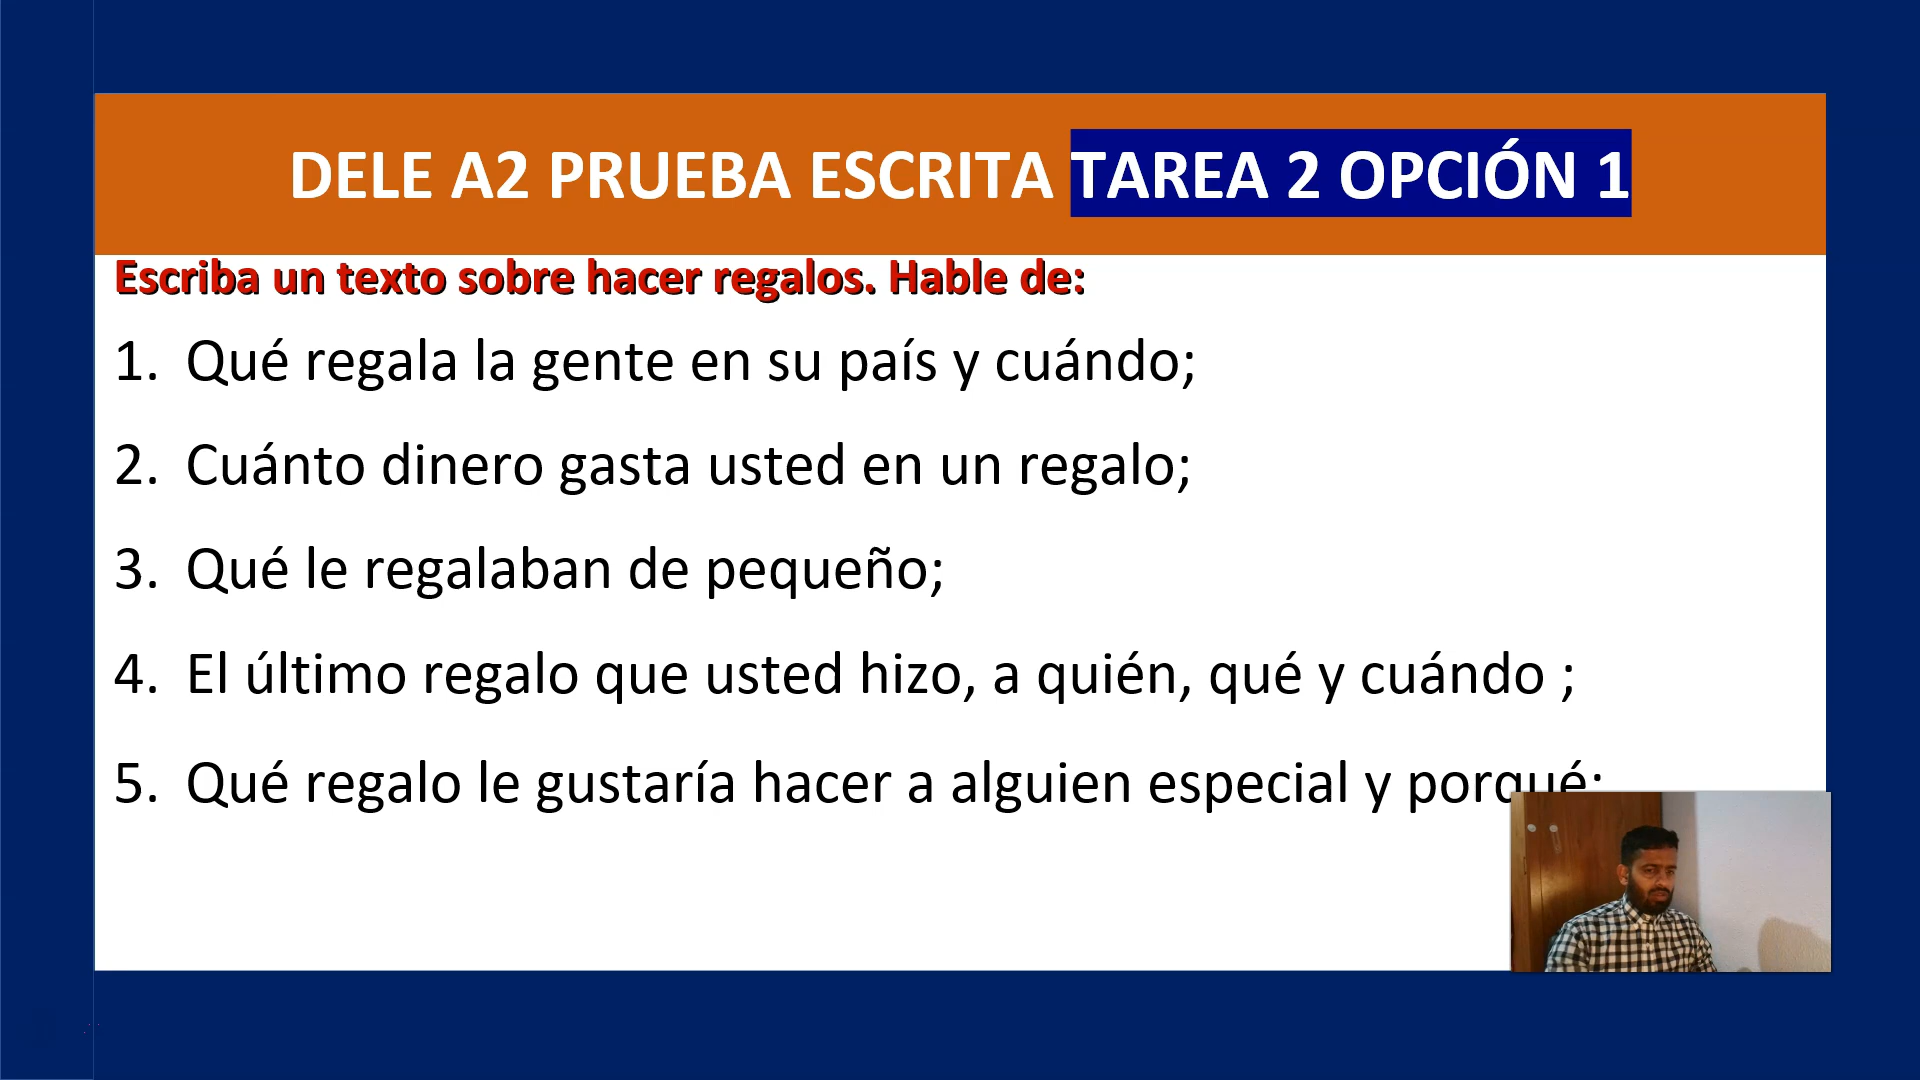 DELE A2 PRUEBA ESCRITA TAREA 2 OPCIÓN 1
Escriba un texto sobre hacer regalos. Hable de:
1. Qué regala la gente en su país y cuándo;
2. Cuánto dinero gasta usted en un regalo;
3. Qué le regalaban de pequeño;
4. El último regalo que usted hizo, a quién, qué y cuándo ;
5. Qué regalo le gustaría hacer a alguien especial y porqué;